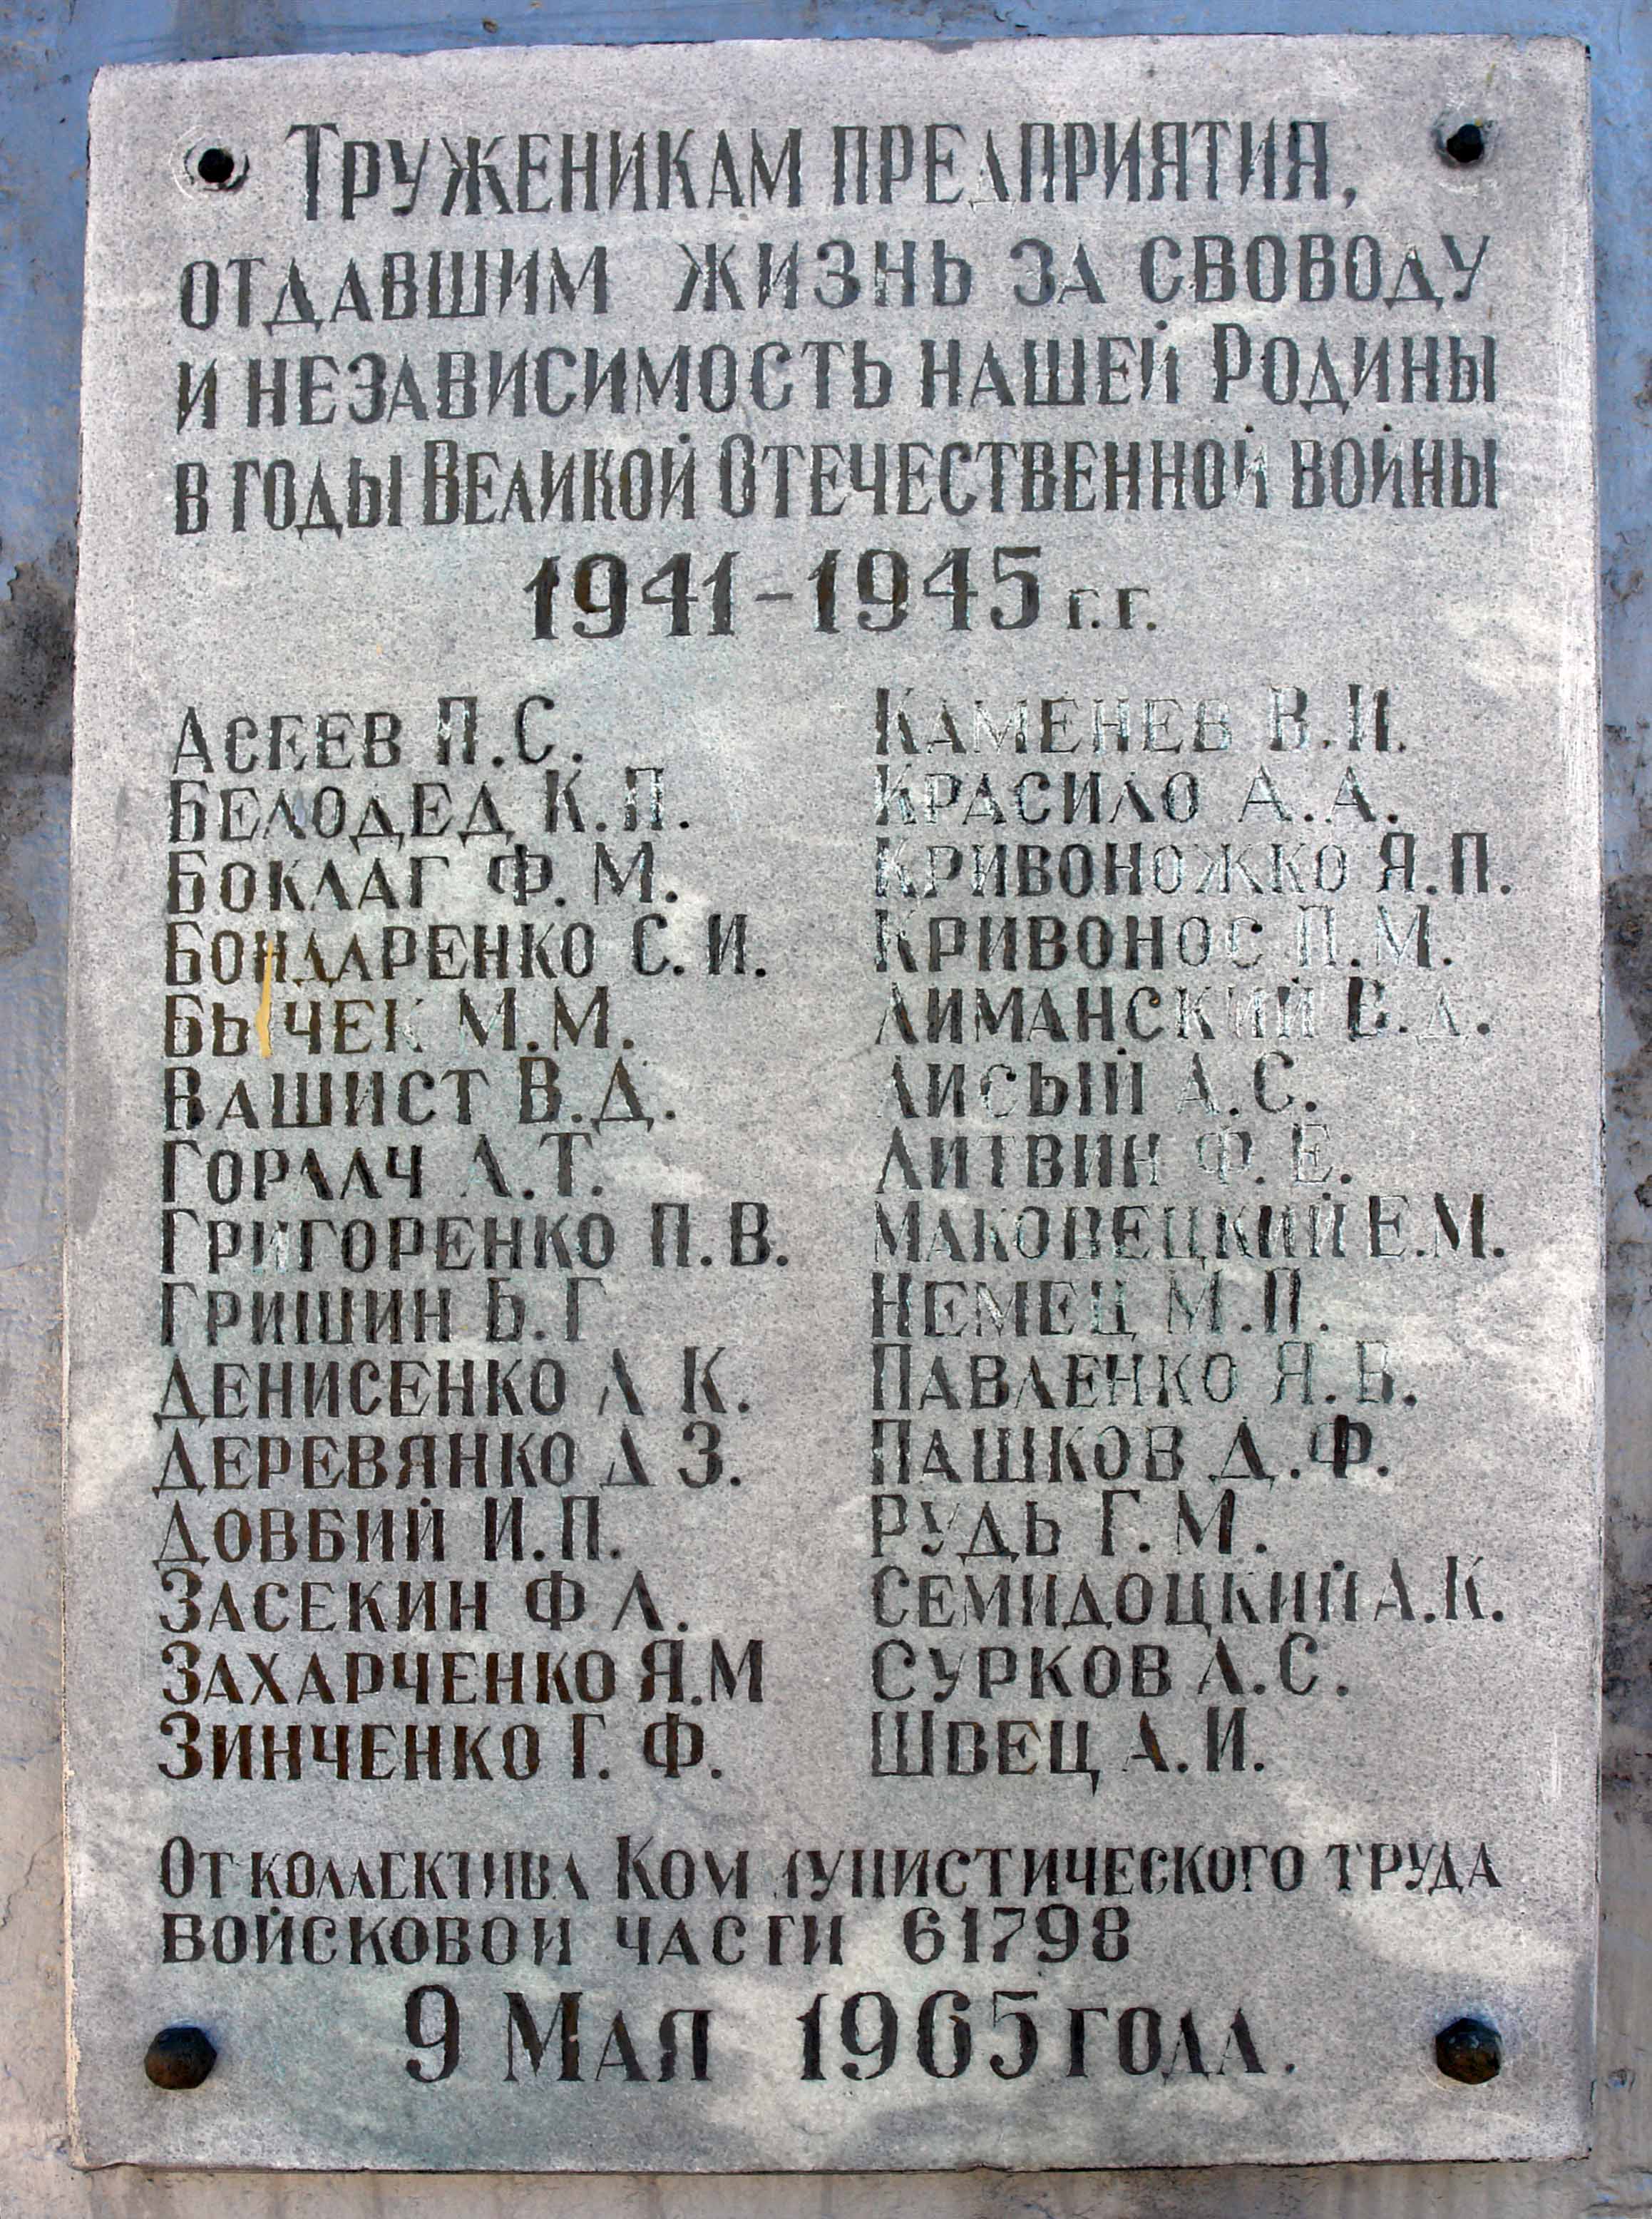 Труженикам предприятия,
отдавшим жизнь за свободу
и независимость нашей Родины
в годы Великой Отечественной войны
1941-1945 г.г.
Асеев П.С.
Белодед К.П.
Боклаг Ф.М.
Бондаренко С.И.
Бычек М.М.
Вашист В.Д.
Горлач А.Т.
Григоренко П.В.
Гришин Б.Г
Денисенко А К.
Деревянко А З.
Довбий И.П.
Засекин Ф А.
Захарченко Я.М
Зинченко Г.Ф.
Каменев В.И.
Красило А.А.
Кривоножко Я.П.
Кривонос П.М.
Лиманский В.Д.
Лисый А.С.
Литвин Ф.Е.
Маковецкий Е.М.
Немец М.П.
Павленко Я.В.
Пашков Д.Ф.
Рудь Г.М.
Семидоцкий А.К.
Сурков А.С.
Швец А.И.
От коллектива Коммунистического труда
войсковой части 61798
9 Мая 1965 года.